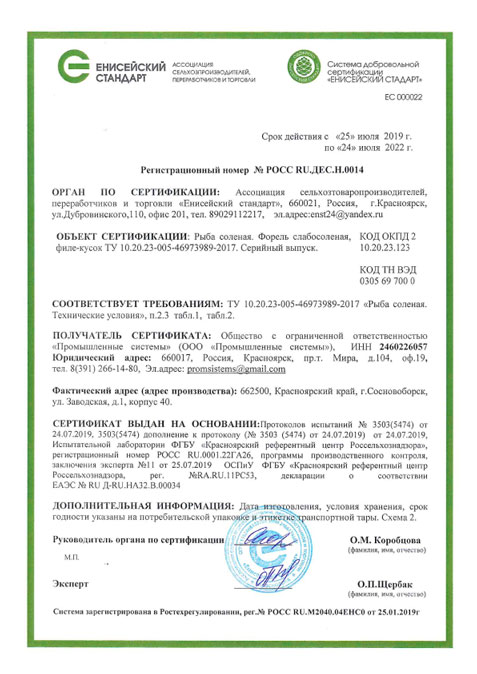 ЕНИСЕЙСКИЙ
СТАНДАРТ
АССОЦИАЦИЯ
СЕЛЬХОЗПРОИЗВОДИТЕЛЕЙ,
ПЕРЕРАБОТЧИКОВ И ТОРГОВЛИ
Система добровольной
сертификации
«ЕНИСЕЙСКИЙ СТАДАРТ»
ЕС 000022
Срок действия с «25» июля 2019 г.
по «24» июля 2022 г.
Регистрационный номер № РОСС RU.ДЕС.Н.0014
ОРГАН ПО СЕРТИФИКАЦИИ: Ассоциация сельхозтоваропроизводителей,
переработчиков и торговли «Енисейский стандарт», 660021, Россия, г.Красноярск,
ул.Дубровинского,110, офис 201, тел. 89029112217, эл.адрес:enst24@yandex.ru
ОБЪЕКТ СЕРТИФИКАЦИИ: Рыба соленая. Форель слабосоленая,
филе-кусок ТУ 10.20.23-005-46973989-2017. Серийный выпуск.
КОД ОКПД 2
10.20.23.123
КОД ТН ВЭД
0305 69 700 0
СООТВЕТСТВУЕТ ТРЕБОВАНИЯМ: ТУ 10.20.23-005-46973989-2017 «Рыба соленая.
Технические условия», п.2.3 табл.1, табл.2.
ПОЛУЧАТЕЛЬ СЕРТИФИКАТА: Общество с ограниченной ответственностью
«Промышленные системы» (ООО «Промышленные системы»), ИНН 2460226057
Юридический адрес: 660017, Россия, Красноярск, пр.т. Мира, д.104, оф.19,
тел. 8(391) 266-14-80, Эл.адрес: promsistems@gmail.com
Фактический адрес (адрес производства): 662500, Красноярский край, г.Сосновоборск,
ул. Заводская, д.1, корпус 40.
СЕРТИФИКАТ ВЫДАН НА ОСНОВАНИИ:Протоколов испытаний № 3503(5474) от
24.07.2019, 3503(5474) дополнение к протоколу (№ 3503 (5474) от 24.07.2019) от 24.07.2019,
Испытательной лаборатории ФГБУ «Красноярский референтный центр Россельхознадзора»,
регистрационный номер РОСС RU.0001.22ГА26, программы производственного контроля,
заключения эксперта №11 от 25.07.2019 ОСПиУ ФГБУ «Красноярский референтный центр
Россельхознадзора, рег. №RA.RU.11РС53, декларации о соответствии
ЕАЭС № RU Д-RU.НА32.В.00034
ДОПОЛНИТЕЛЬНАЯ ИНФОРМАЦИЯ: Дата изготовления, условия хранения, срок
годности указаны на потребительской упаковке и этикетке транспортной тары. Схема 2.
Руководитель органа по сертификации
О.М. Коробцова
(фамилия, имя, отчество)
М.П.
Эксперт
О.П.Щербак
(фамилия, имя, отчество)
Система зарегистрирована в Ростехрегулировании, рег.№ РОСС RU.М2040.04ЕНС0 от 25.01.2019г